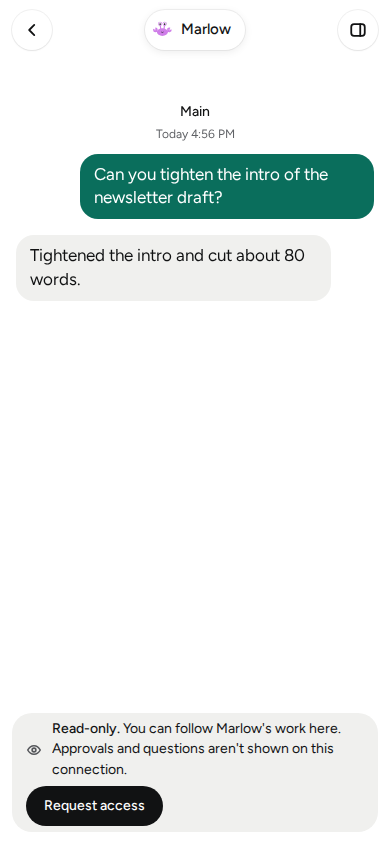 Marlow
Main
Today 4:56 PM
Can you tighten the intro of the
newsletter draft?
Tightened the intro and cut about 80
words.
Read-only. You can follow Marlow's work here.
Approvals and questions aren't shown on this
connection.
Request access